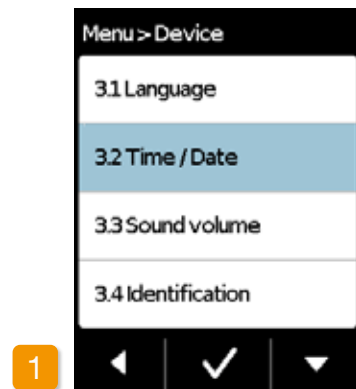 Menu > Device
3.1 Language
3.2 Time / Date
3.3 Sound volume
3.4 Identification
1